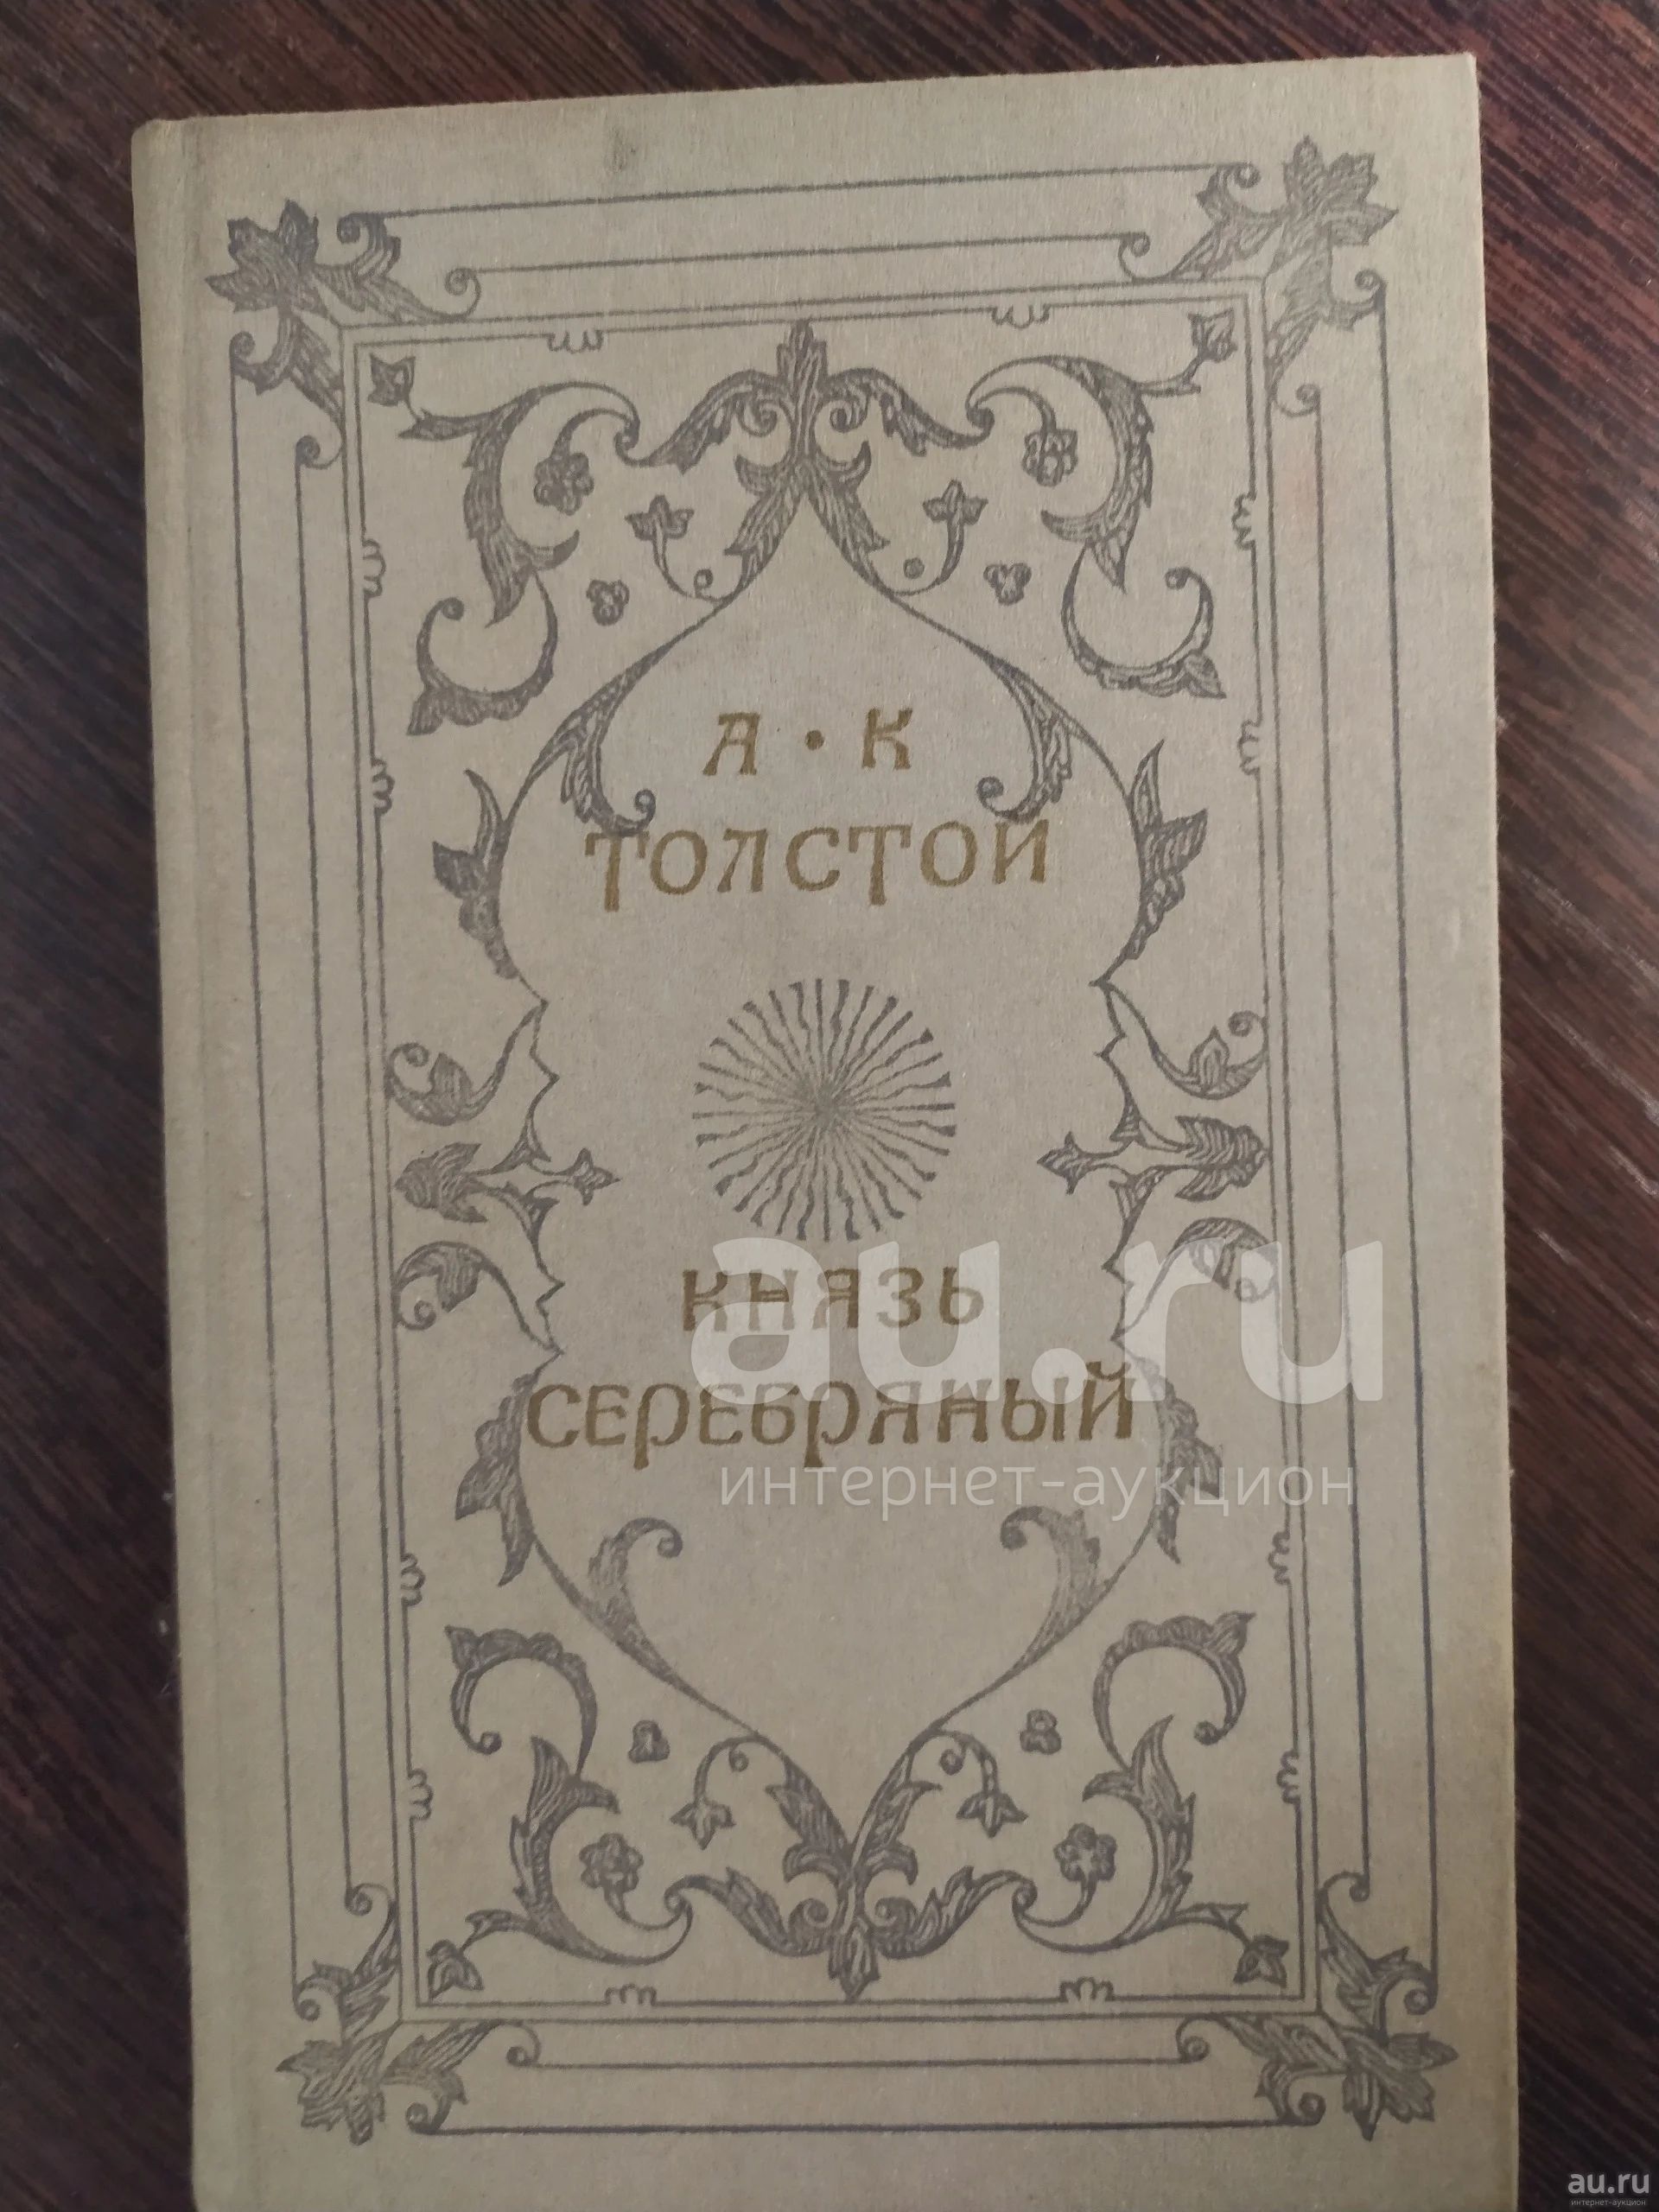 А • К
ТОЛСТОЙ
КНЯЗЬ
СЕРЕБРЯНЫЙ
au.ru
интернет-аукцион
au.ru
интернет-аукцион